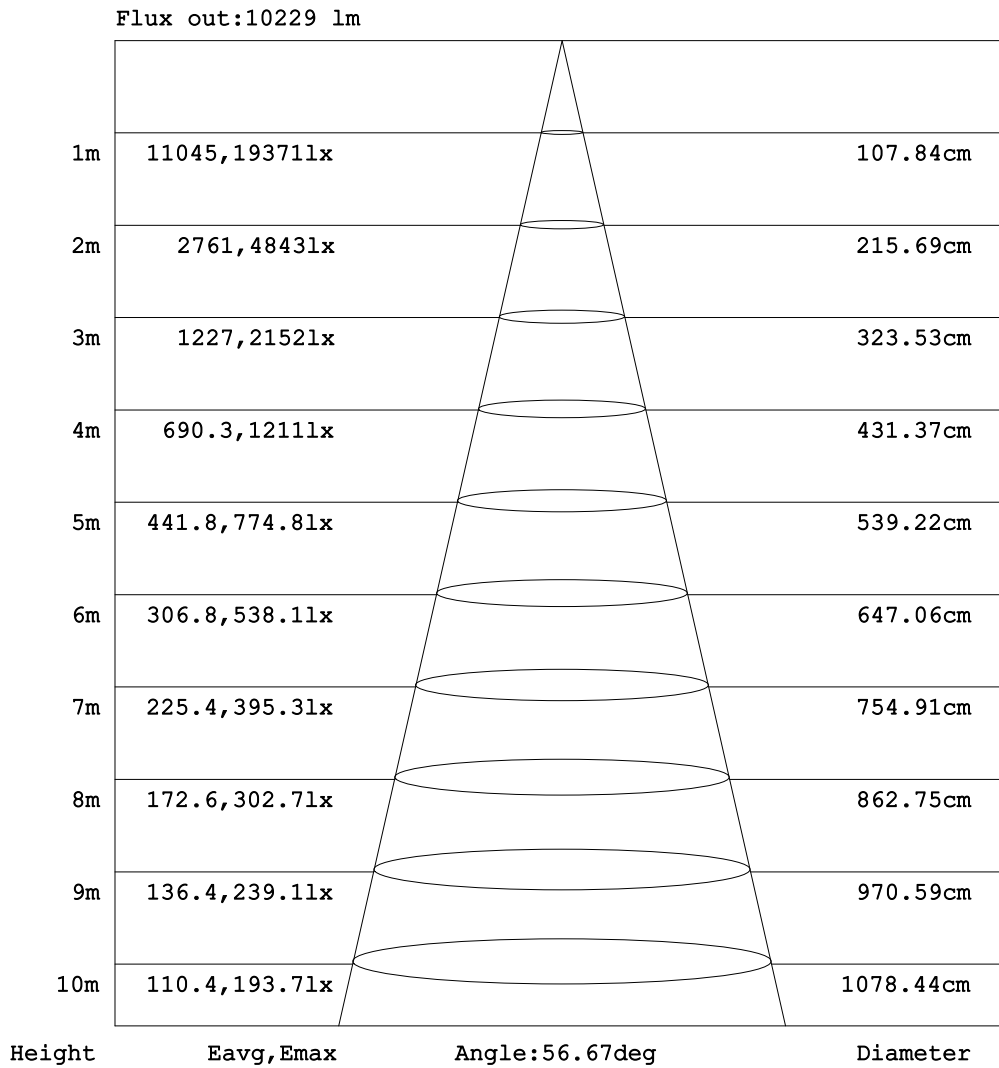 Flux out:10229 lm
1m 11045,19371lx 107.84cm
2m 2761,4843lx 215.69cm
3m 1227,2152lx 323.53cm
4m 690.3,1211lx 431.37cm
5m 441.8,774.8lx 539.22cm
6m 306.8,538.1lx 647.06cm
7m 225.4,395.3lx 754.91cm
8m 172.6,302.7lx 862.75cm
9m 136.4,239.1lx 970.59cm
10m 110.4,193.7lx 1078.44cm
Height Eavg,Emax Angle:56.67deg Diameter